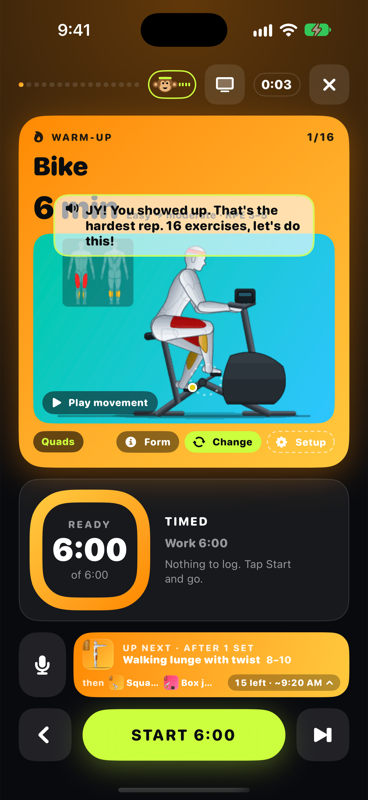 9:41
0:03
WARM-UP
1/16
Bike
6 min
JY! You showed up. That's the
hardest rep. 16 exercises, let's do
this!
Play movement
Quads
Form
Change
Setup
READY
6:00
of 6:00
TIMED
Work 6:00
Nothing to log. Tap Start
and go.
UP NEXT · AFTER 1 SET
Walking lunge with twist 8–10
then Squa... Box j...
15 left · ~9:20 AM
START 6:00